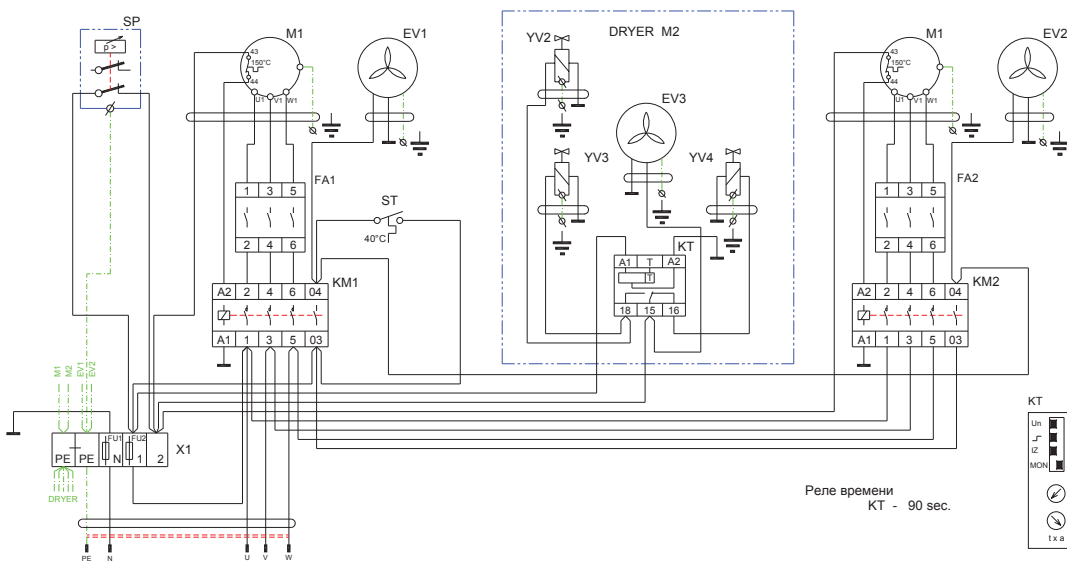 SP
p >
M1
EV1
43
150°C
44
U1 V1 W1
DRYER M2
YV2
EV3
YV3
YV4
M1
EV2
43
150°C
44
U1 V1 W1
FA1
1 3 5
2 4 6
ST
40°C
KT
A1 T A2
T
18 15 16
FA2
1 3 5
2 4 6
KM1
A2 2 4 6 04
A1 1 3 5 03
KM2
A2 2 4 6 04
A1 1 3 5 03
M1
M2
EV1
EV2
FU1 FU2
PE PE N 1 2
X1
DRYER
PE N U V W
Реле времени
KT - 90 sec.
KT
Un
IZ
MON
t x a